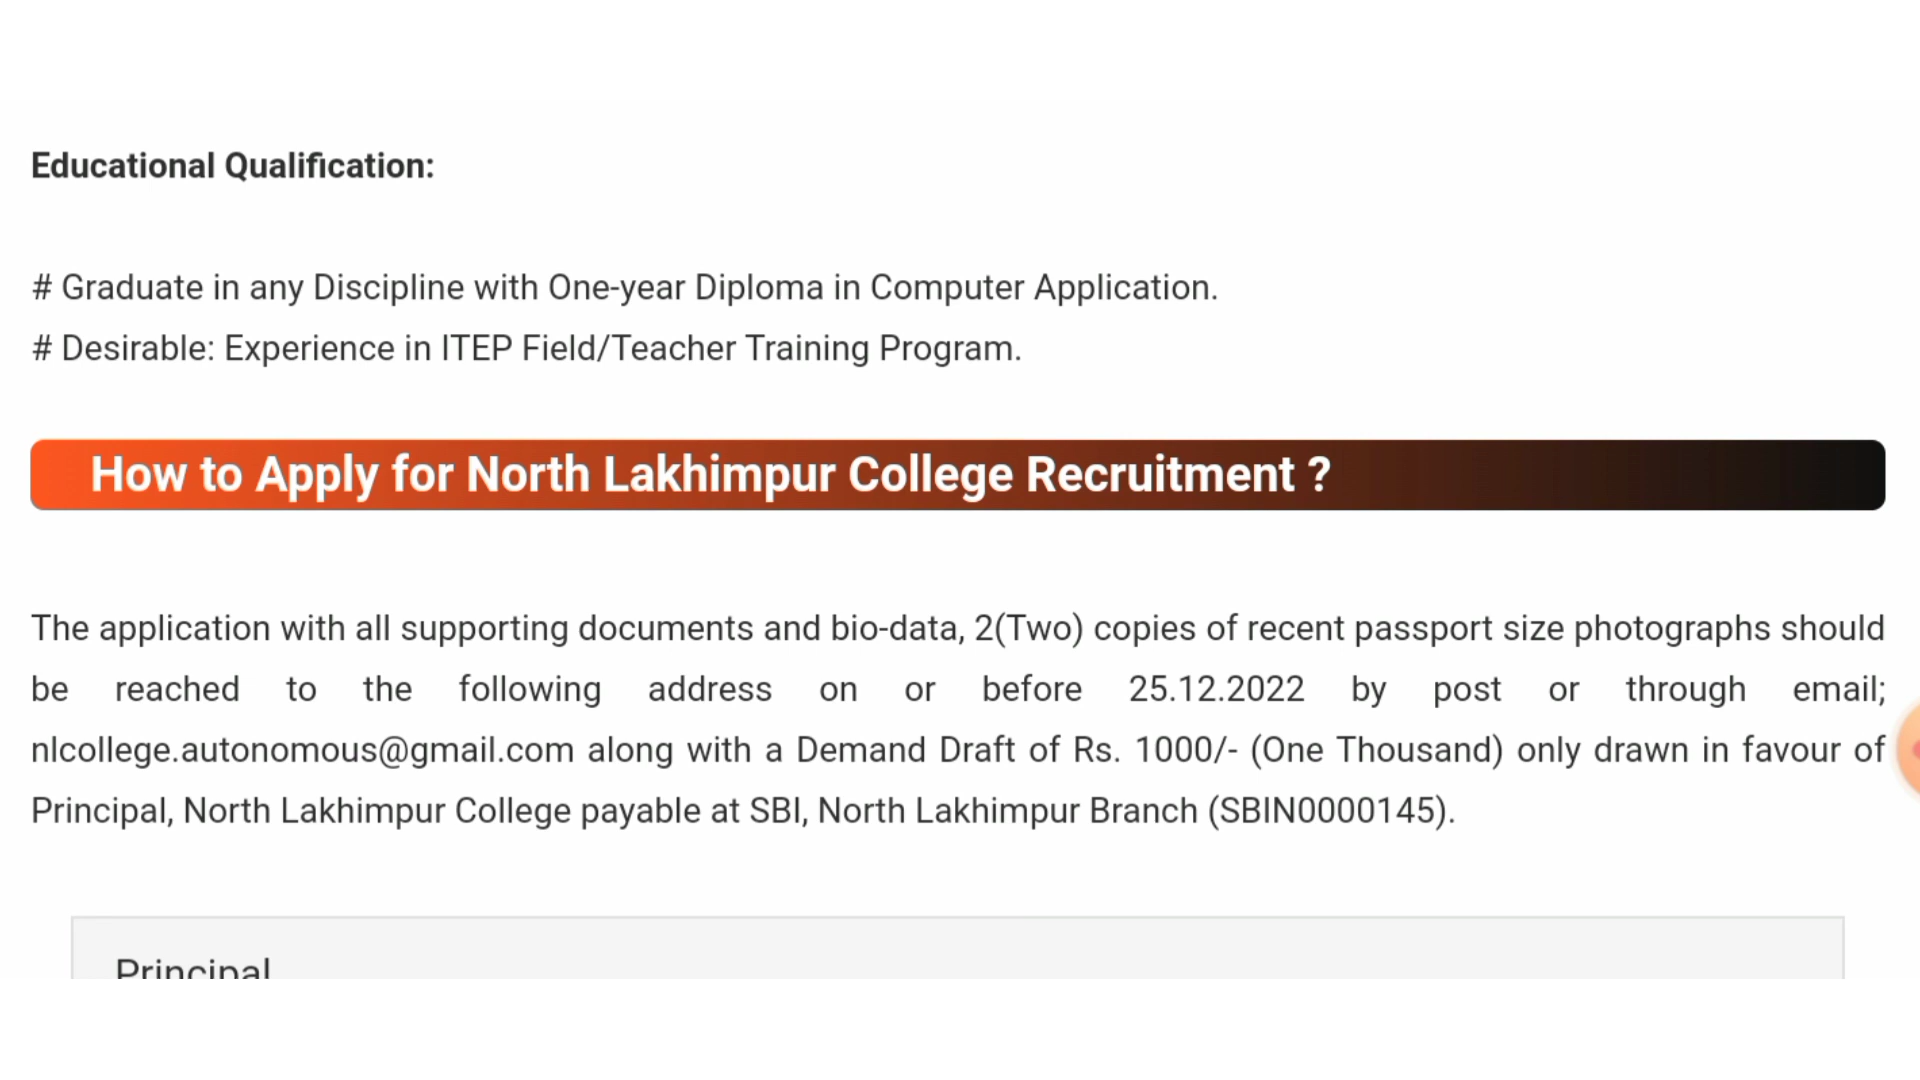 Educational Qualification:
# Graduate in any Discipline with One-year Diploma in Computer Application.
# Desirable: Experience in ITEP Field/Teacher Training Program.
How to Apply for North Lakhimpur College Recruitment ?
The application with all supporting documents and bio-data, 2(Two) copies of recent passport size photographs should
be reached to the following address on or before 25.12.2022 by post or through email;
nlcollege.autonomous@gmail.com along with a Demand Draft of Rs. 1000/- (One Thousand) only drawn in favour of
Principal, North Lakhimpur College payable at SBI, North Lakhimpur Branch (SBIN0000145).
Principal